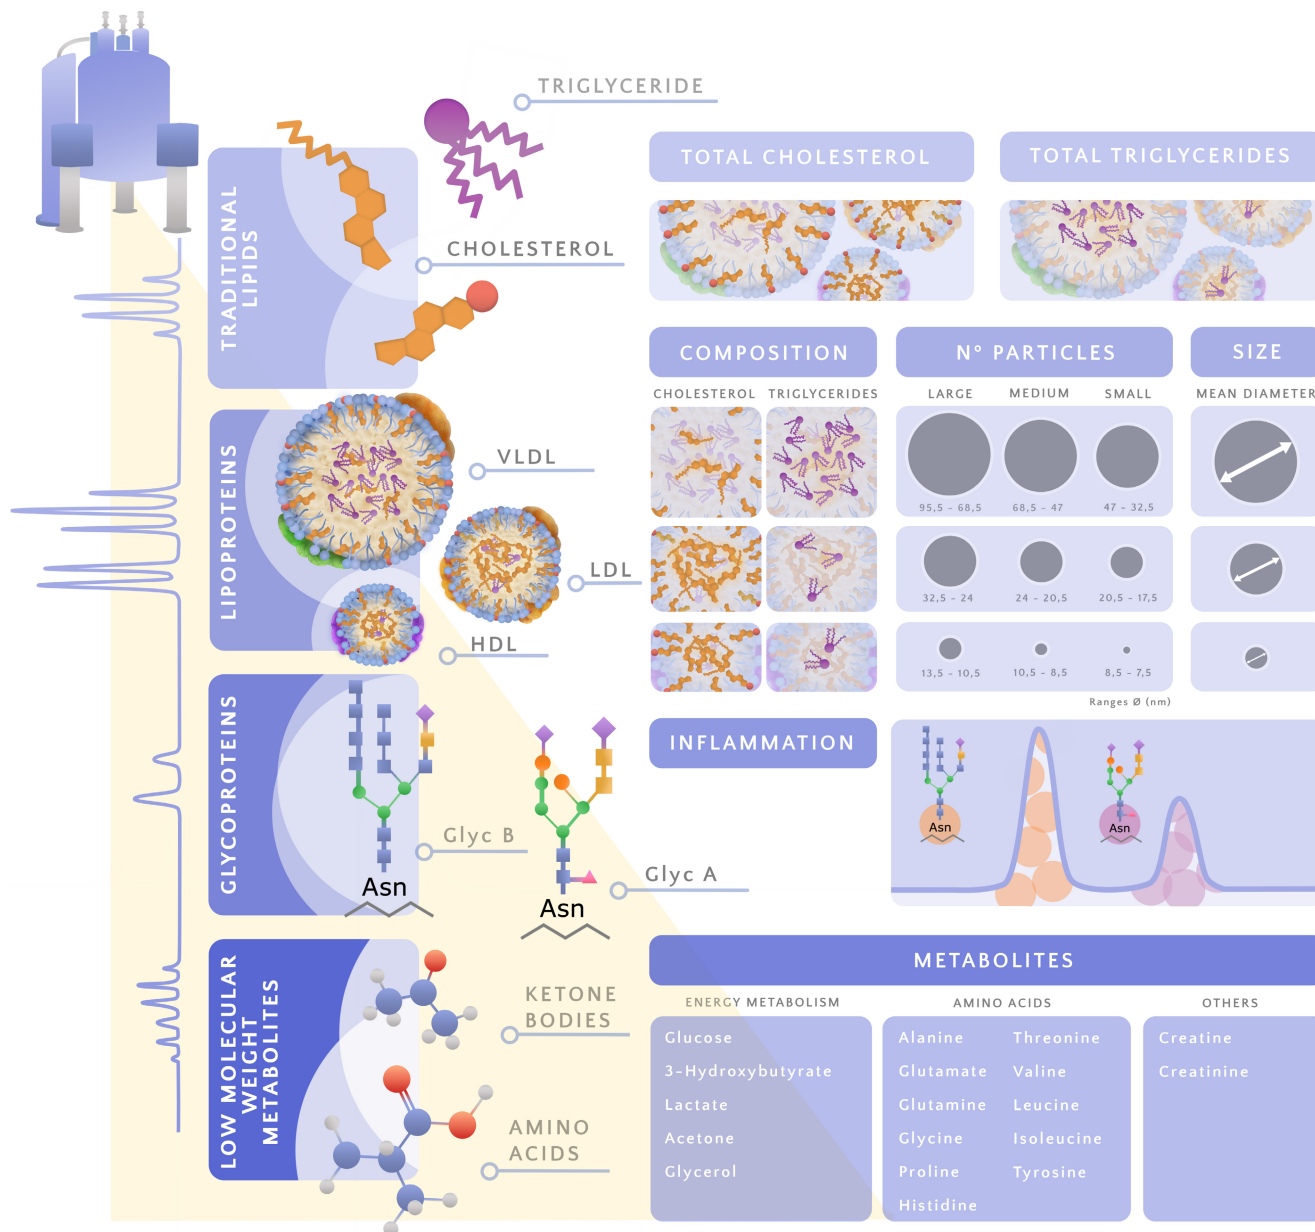 TRIGLYCERIDE
CHOLESTEROL
TRADITIONAL
LIPIDS
TOTAL CHOLESTEROL
TOTAL TRIGLYCERIDES
LIPOPROTEINS
VLDL
LDL
HDL
COMPOSITION
CHOLESTEROL
TRIGLYCERIDES
Nº PARTICLES
LARGE
MEDIUM
SMALL
95,5 - 68,5
68,5 - 47
47 - 32,5
32,5 - 24
24 - 20,5
20,5 - 17,5
13,5 - 10,5
10,5 - 8,5
8,5 - 7,5
Ranges Ø (nm)
SIZE
MEAN DIAMETER
GLYCOPROTEINS
Glyc B
Asn
Glyc A
Asn
INFLAMMATION
Asn
Asn
LOW MOLECULAR
WEIGHT
METABOLITES
KETONE
BODIES
AMINO
ACIDS
METABOLITES
ENERGY METABOLISM
Glucose
3-Hydroxybutyrate
Lactate
Acetone
Glycerol
AMINO ACIDS
Alanine
Glutamate
Glutamine
Glycine
Proline
Histidine
Threonine
Valine
Leucine
Isoleucine
Tyrosine
OTHERS
Creatine
Creatinine